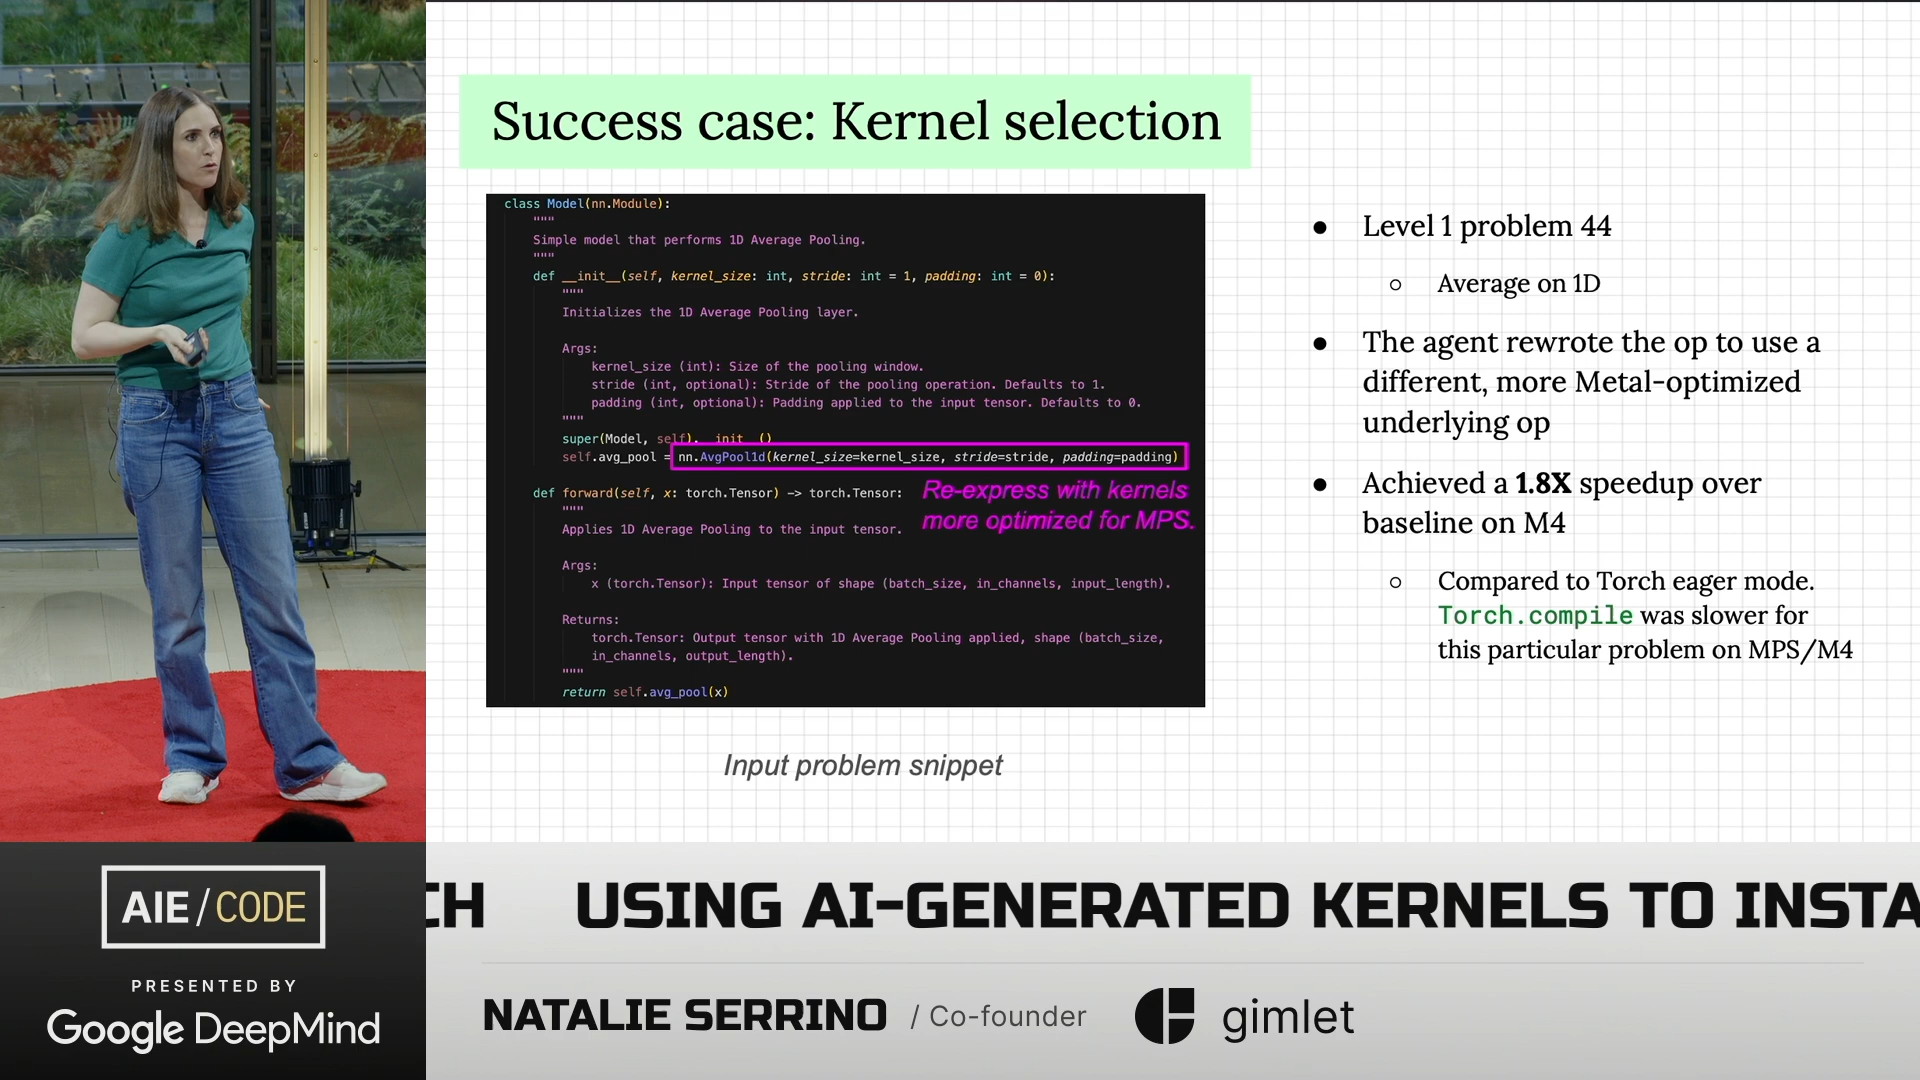 Success case: Kernel selection
class Model(nn.Module):
"""
Simple model that performs 1D Average Pooling.
"""
def __init__(self, kernel_size: int, stride: int = 1, padding: int = 0):
"""
Initializes the 1D Average Pooling layer.
Args:
kernel_size (int): Size of the pooling window.
stride (int, optional): Stride of the pooling operation. Defaults to 1.
padding (int, optional): Padding applied to the input tensor. Defaults to 0.
"""
super(Model, self).__init__()
self.avg_pool = nn.AvgPool1d(kernel_size=kernel_size, stride=stride, padding=padding)
def forward(self, x: torch.Tensor) -> torch.Tensor:
"""
Applies 1D Average Pooling to the input tensor.
Args:
x (torch.Tensor): Input tensor of shape (batch_size, in_channels, input_length).
Returns:
torch.Tensor: Output tensor with 1D Average Pooling applied, shape (batch_size,
in_channels, output_length).
"""
return self.avg_pool(x)
Re-express with kernels
more optimized for MPS.
Input problem snippet
● Level 1 problem 44
○ Average on 1D
● The agent rewrote the op to use a
different, more Metal-optimized
underlying op
● Achieved a 1.8X speedup over
baseline on M4
○ Compared to Torch eager mode.
Torch.compile was slower for
this particular problem on MPS/M4
AIE/CODE
PRESENTED BY
Google DeepMind
CH USING AI-GENERATED KERNELS TO INSTA
NATALIE SERRINO / Co-founder gimlet